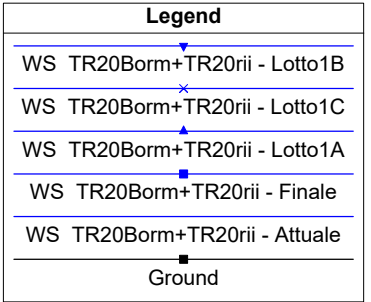 Legend
WS TR20Borm+TR20rii - Lotto1B
WS TR20Borm+TR20rii - Lotto1C
WS TR20Borm+TR20rii - Lotto1A
WS TR20Borm+TR20rii - Finale
WS TR20Borm+TR20rii - Attuale
Ground